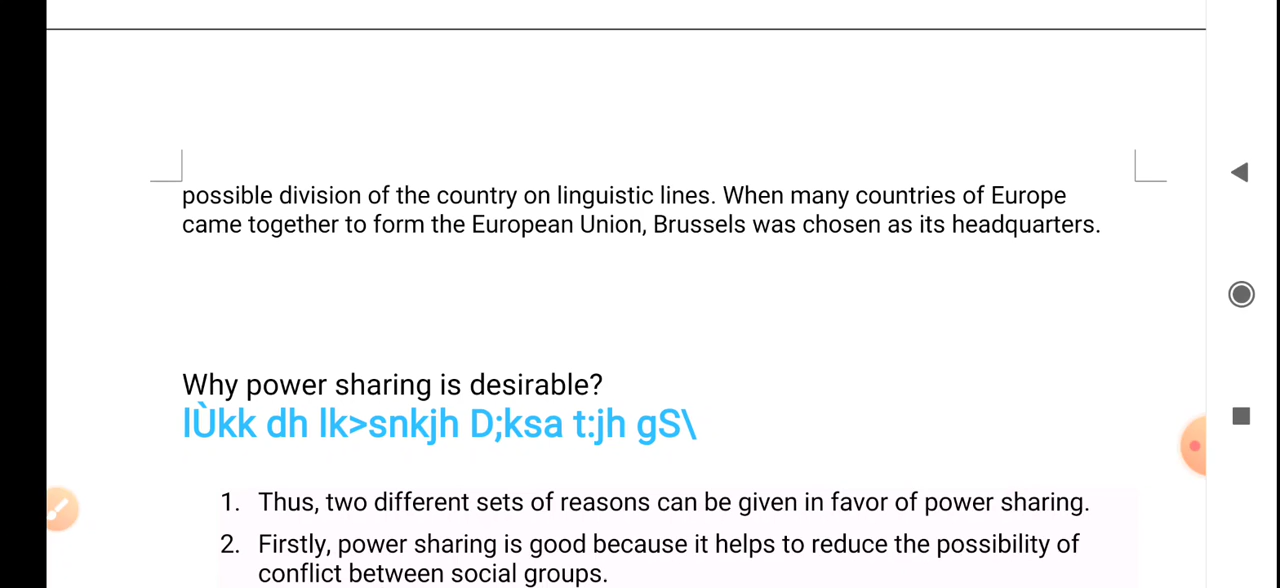 possible division of the country on linguistic lines. When many countries of Europe
came together to form the European Union, Brussels was chosen as its headquarters.
Why power sharing is desirable?
lÙkk dh lk>snkjh D;ksa t:jh gS\
1. Thus, two different sets of reasons can be given in favor of power sharing.
2. Firstly, power sharing is good because it helps to reduce the possibility of
conflict between social groups.